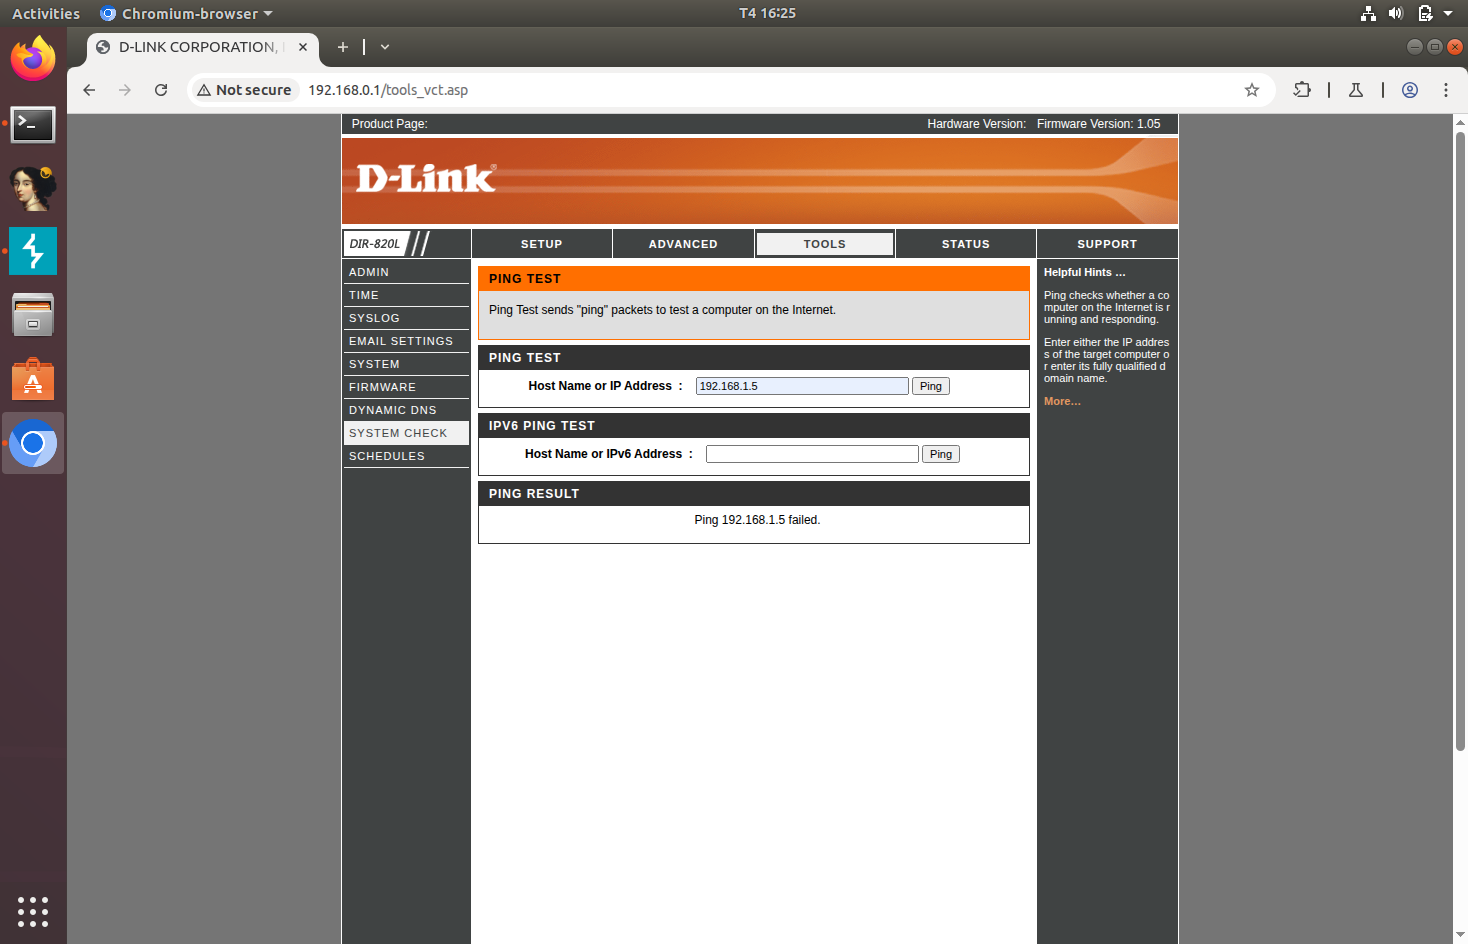 Activities
Chromium-browser
T4 16:25
D-LINK CORPORATION,
Not secure
192.168.0.1/tools_vct.asp
Product Page:
Hardware Version: Firmware Version: 1.05
D-Link
DIR-820L
SETUP
ADVANCED
TOOLS
STATUS
SUPPORT
ADMIN
TIME
SYSLOG
EMAIL SETTINGS
SYSTEM
FIRMWARE
DYNAMIC DNS
SYSTEM CHECK
SCHEDULES
PING TEST
Ping Test sends "ping" packets to test a computer on the Internet.
PING TEST
Host Name or IP Address : 192.168.1.5 Ping
IPV6 PING TEST
Host Name or IPv6 Address : Ping
PING RESULT
Ping 192.168.1.5 failed.
Helpful Hints ...
Ping checks whether a co
mputer on the Internet is r
unning and responding.
Enter either the IP addres
s of the target computer o
r enter its fully qualified d
omain name.
More...